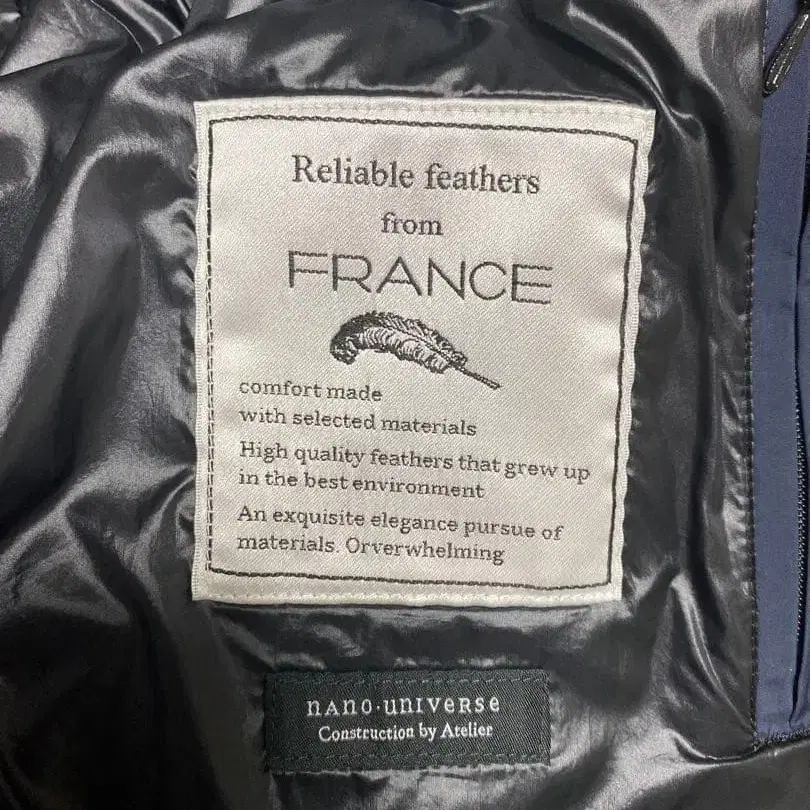 Reliable feathers
from
FRANCE
comfort made
with selected materials
High quality feathers that grew up
in the best environment
An exquisite elegance pursue of
materials. Orverwhelming
nano·universe
Construction by Atelier